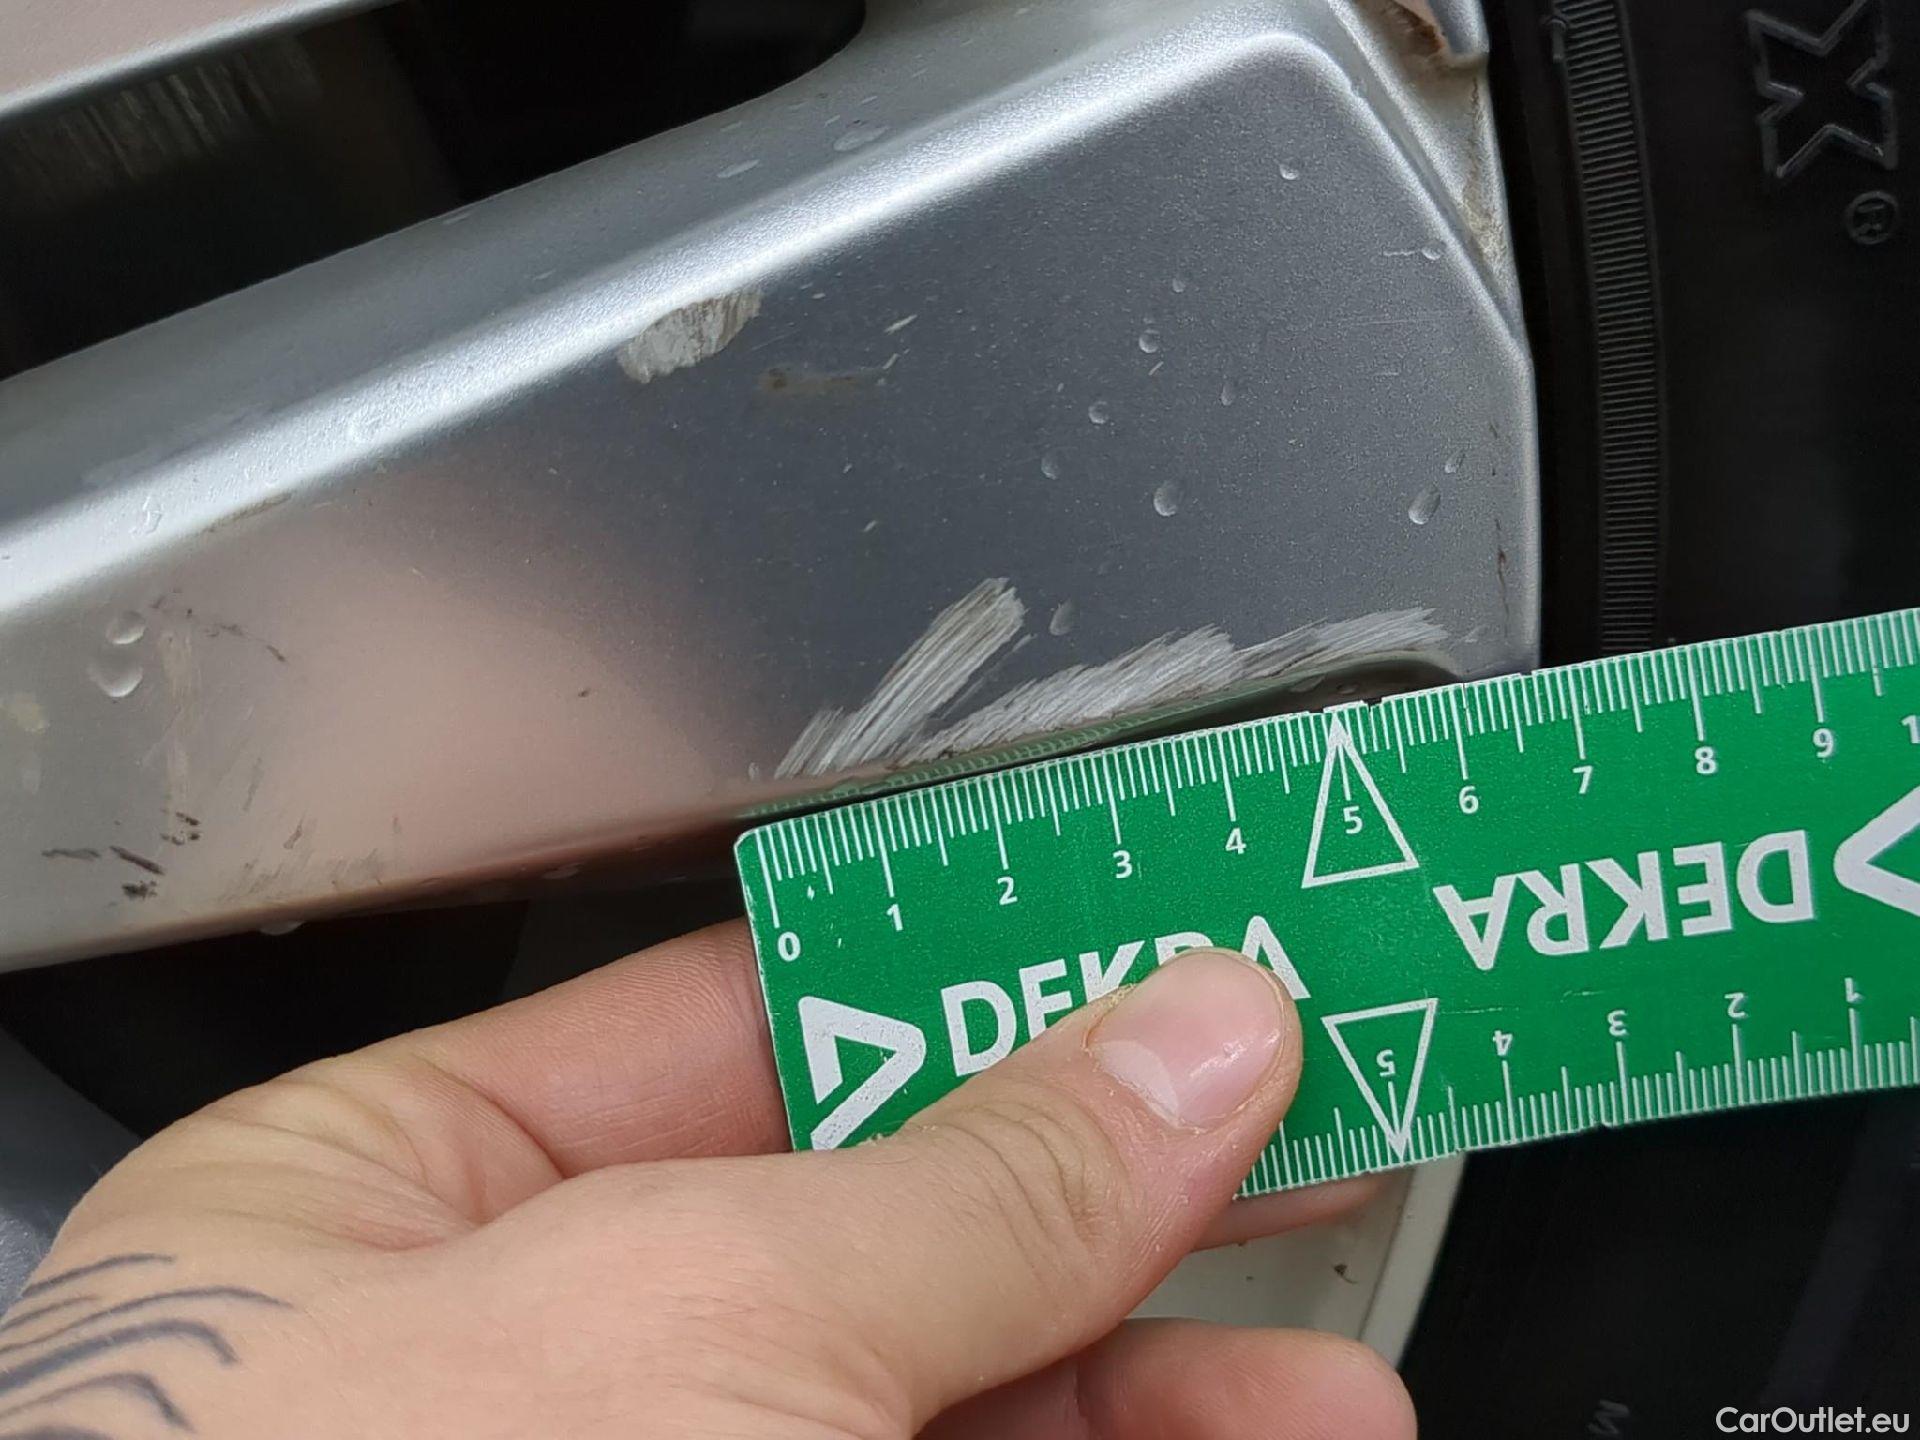 X
®
0 1 2 3 4 5 6 7 8 9 1
DEKRA
DEKRA
5 4 3 2 1
M
CarOutlet.eu